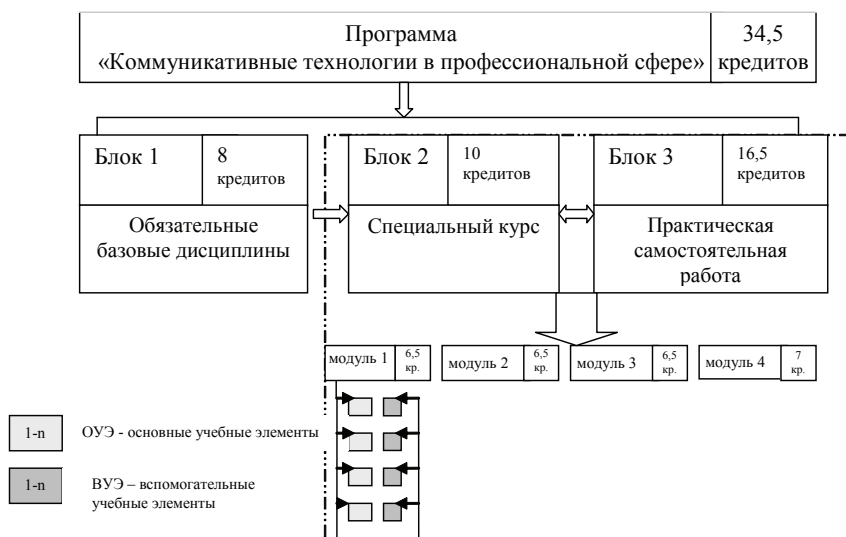 Программа
«Коммуникативные технологии в профессиональной сфере»
34,5
кредитов
Блок 1
8
кредитов
Обязательные
базовые дисциплины
Блок 2
10
кредитов
Специальный курс
Блок 3
16,5
кредитов
Практическая
самостоятельная
работа
модуль 1
6,5
кр.
модуль 2
6,5
кр.
модуль 3
6,5
кр.
модуль 4
7
кр.
1-n
ОУЭ - основные учебные элементы
1-n
ВУЭ – вспомогательные
учебные элементы